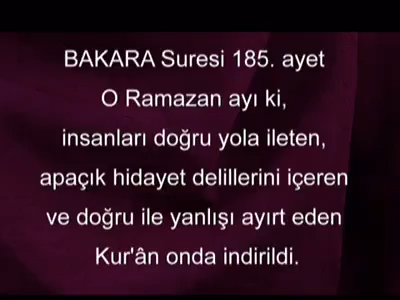 BAKARA Suresi 185. ayet
O Ramazan ayı ki,
insanları doğru yola ileten,
apaçık hidayet delillerini içeren
ve doğru ile yanlışı ayırt eden
Kur'ân onda indirildi.